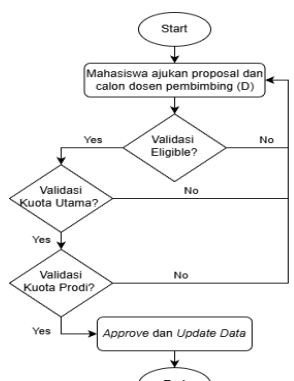 Start
Mahasiswa ajukan proposal dan
calon dosen pembimbing (D)
Validasi
Eligible?
Yes
No
Validasi
Kuota Utama?
No
Yes
Validasi
Kuota Prodi?
No
Yes
Approve dan Update Data